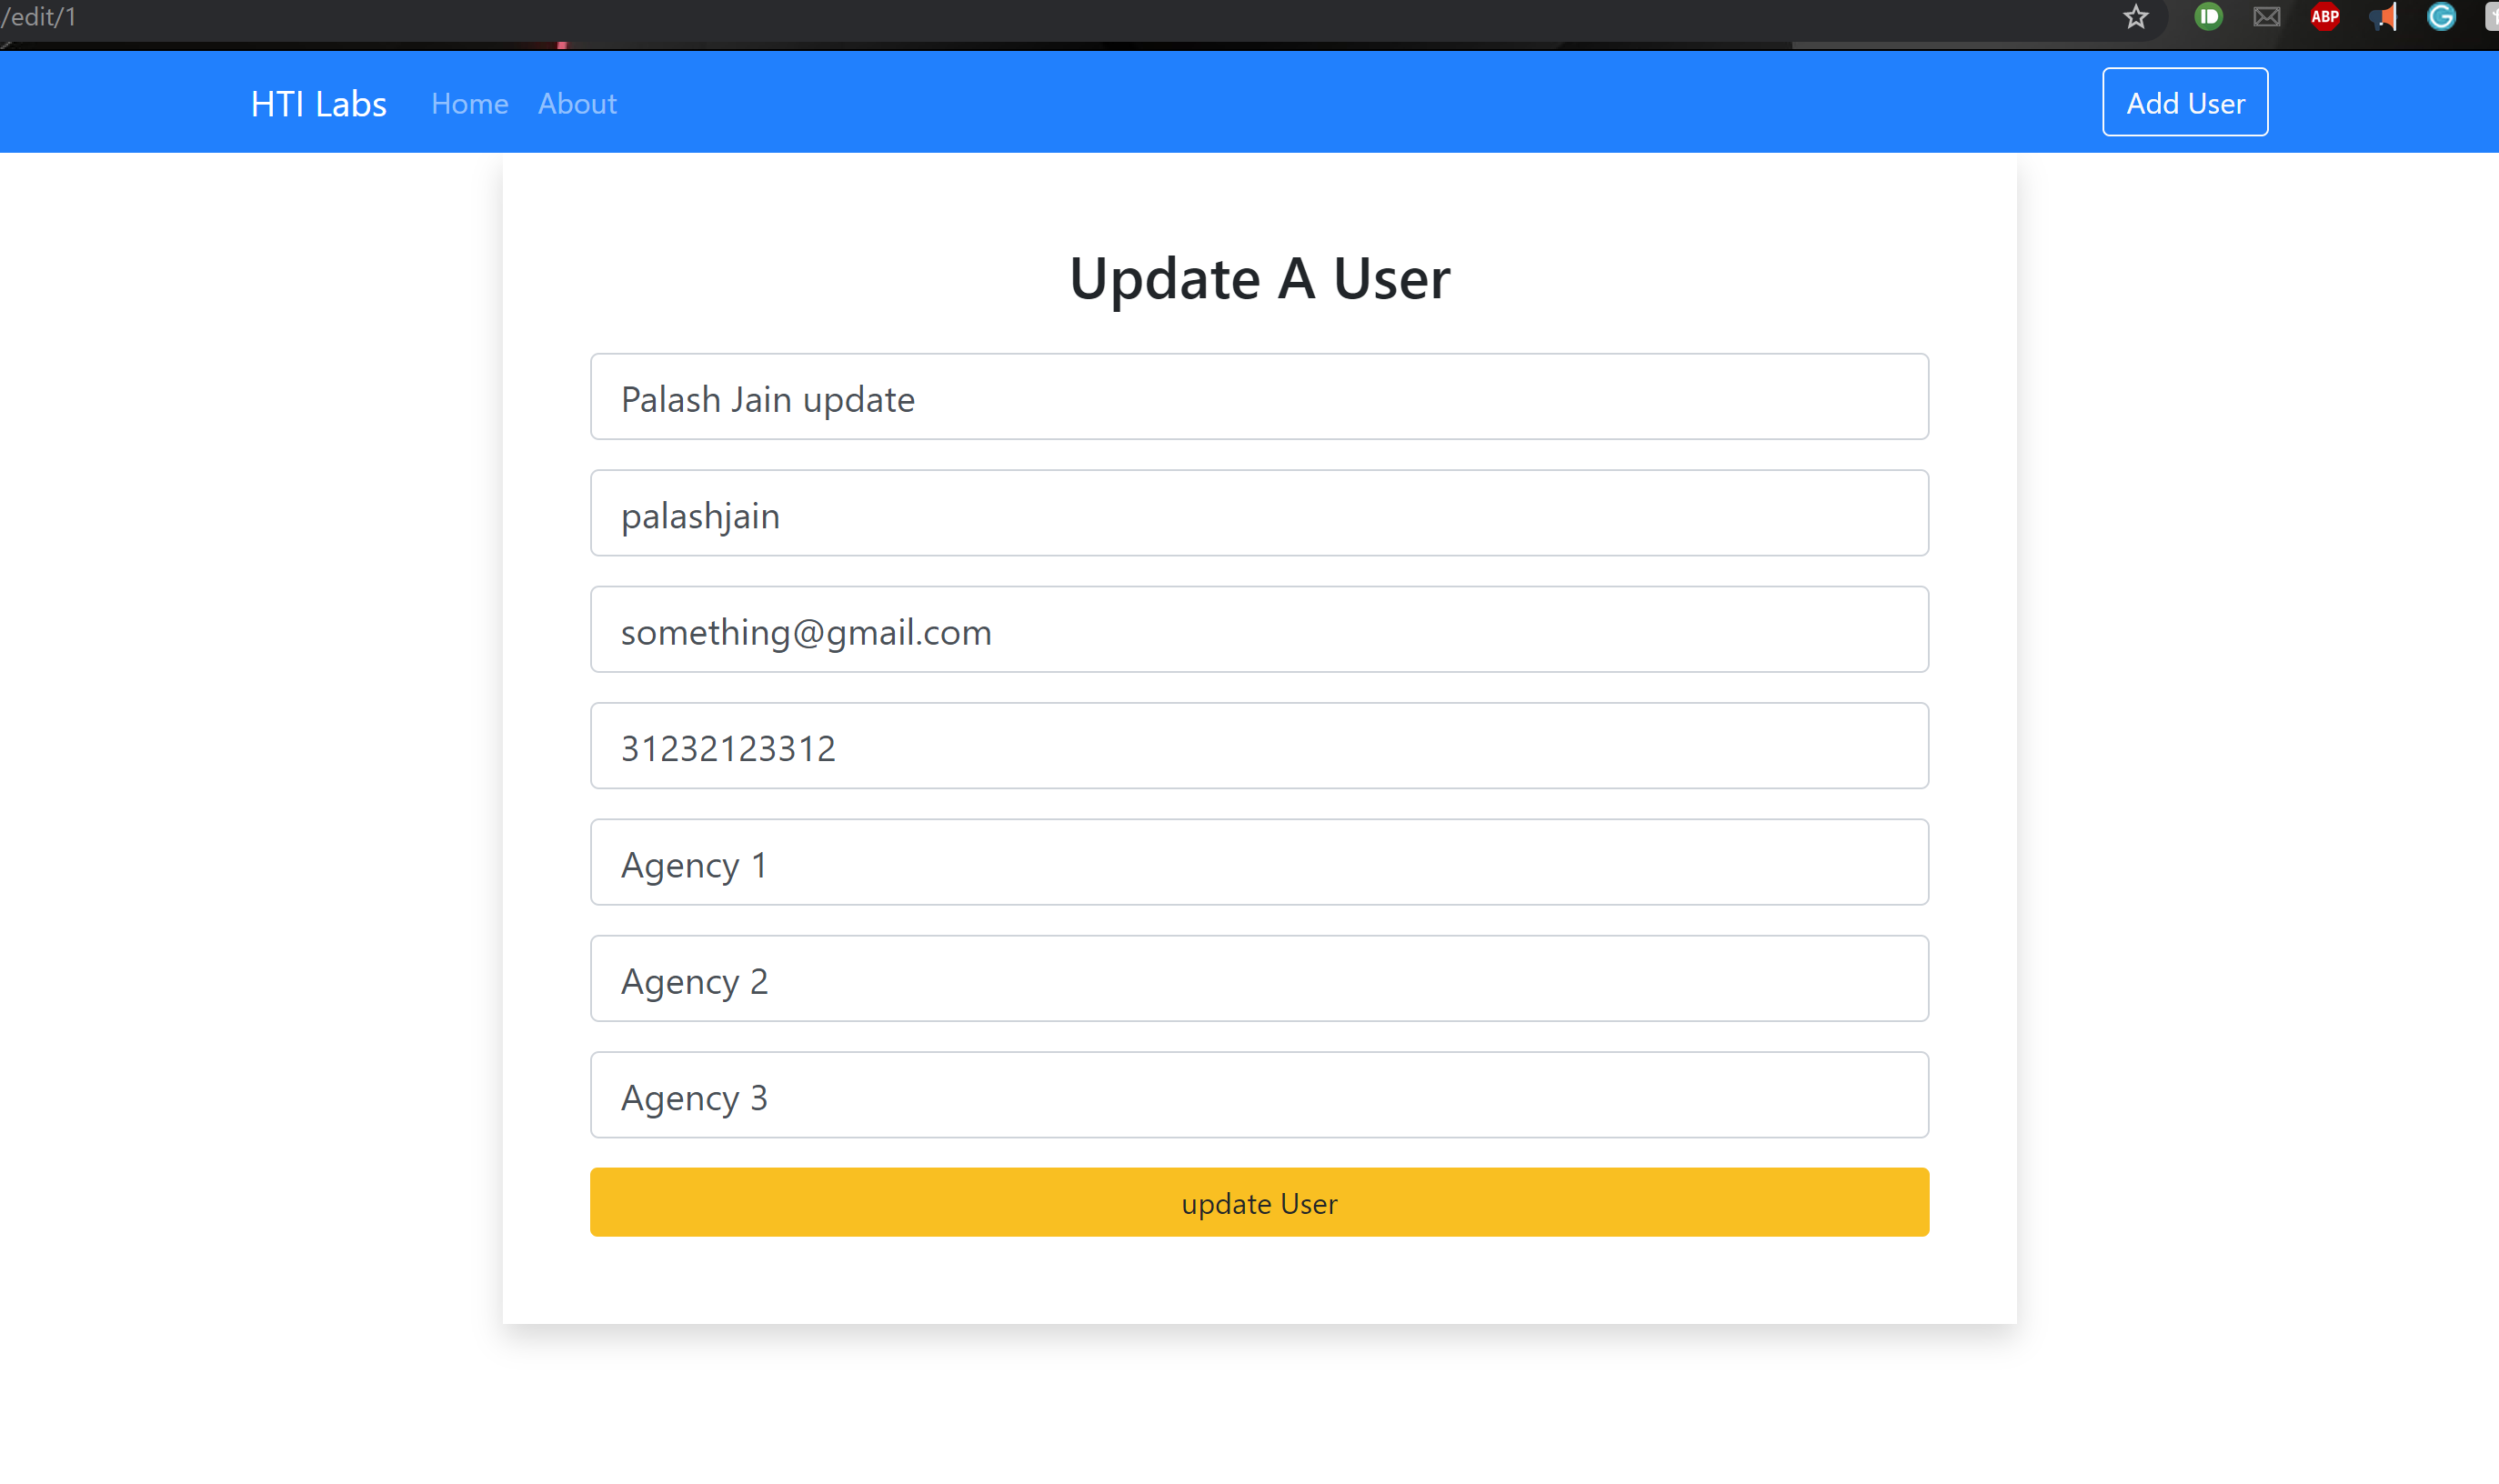 /edit/1
ABP
HTI Labs Home About Add User
Update A User
Palash Jain update
palashjain
something@gmail.com
31232123312
Agency 1
Agency 2
Agency 3
update User